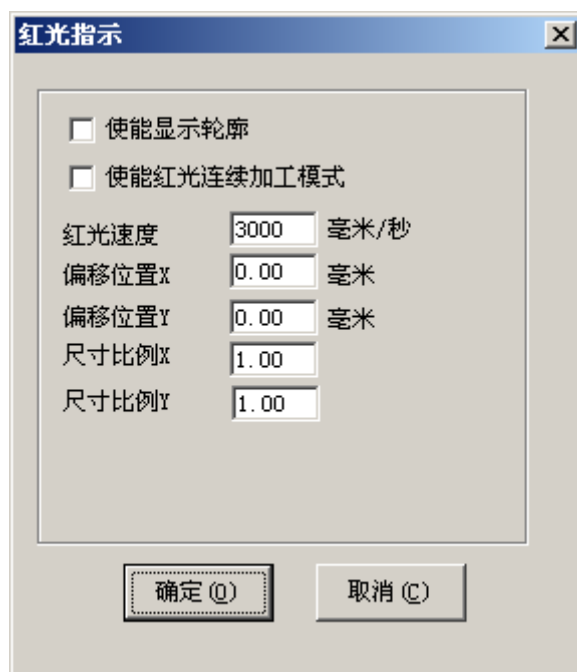 红光指示
使能显示轮廓
使能红光连续加工模式
红光速度 3000 毫米/秒
偏移位置X 0.00 毫米
偏移位置Y 0.00 毫米
尺寸比例X 1.00
尺寸比例Y 1.00
确定(O) 取消(C)